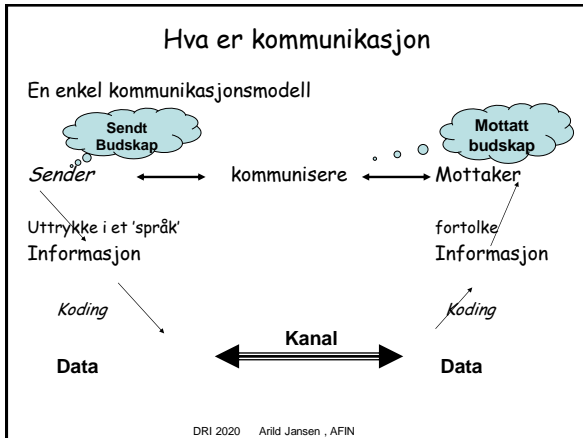 Hva er kommunikasjon
En enkel kommunikasjonsmodell
Sendt
Budskap
Mottatt
budskap
Sender
kommunisere
Mottaker
Uttrykke i et 'språk'
fortolke
Informasjon
Informasjon
Koding
Koding
Kanal
Data
Data
DRI 2020 Arild Jansen , AFIN